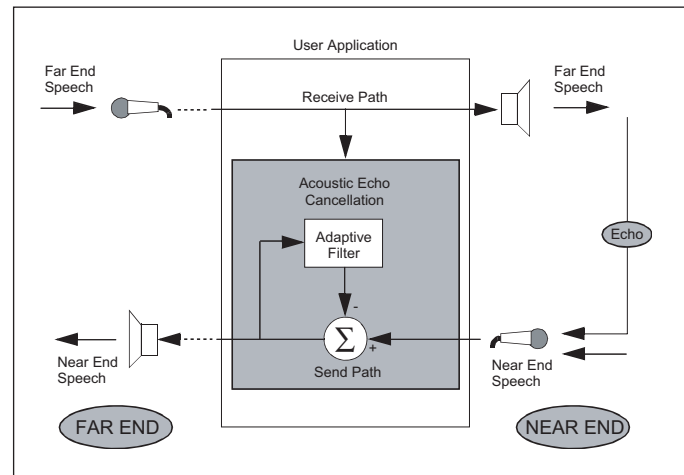 User Application
Far End
Speech
Receive Path
Far End
Speech
Acoustic Echo
Cancellation
Adaptive
Filter
Echo
-
Σ
+
Near End
Speech
Send Path
Near End
Speech
FAR END
NEAR END